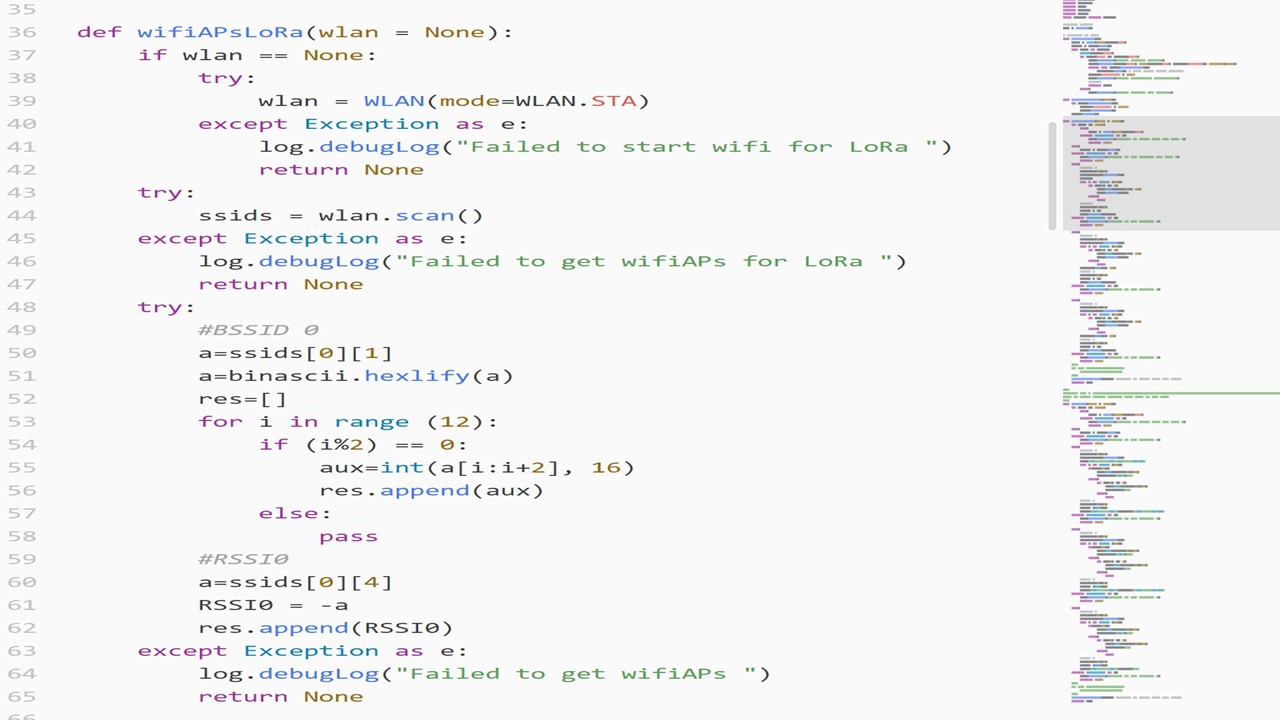 35
36 def wifiAPsLoRa(wlan = None):
37 if wlan == None:
38 try:
39 wlan = WLAN(mode=WLAN.STA)
40 except Exception as e:
41 log.debugLog("Failed to start wifi for LoRa ")
42 return None
43 try:
44 ssids = wlan.scan()
45 except Exception as e:
46 log.debugLog("Failed to get wifiAPs for LoRa ")
47 return None
48 try:
49 #BSSID 0
50 a=ssids[0][1]
51 a=binacii.hexlify(a)
52 res=[]
53 for i in range (12):
54 if (i%2) == 0:
55 aux=int(a[i:i+2], 16)
56 res.append(aux)
57 else:
58 pass
59 #RSSI0
60 a=ssids[0][4]
61 RSSI0 = -a
62 res.append(RSSI0)
63 except Exception as e:
64 log.debugLog("Failed to get wifiAPs ")
65 return None
66